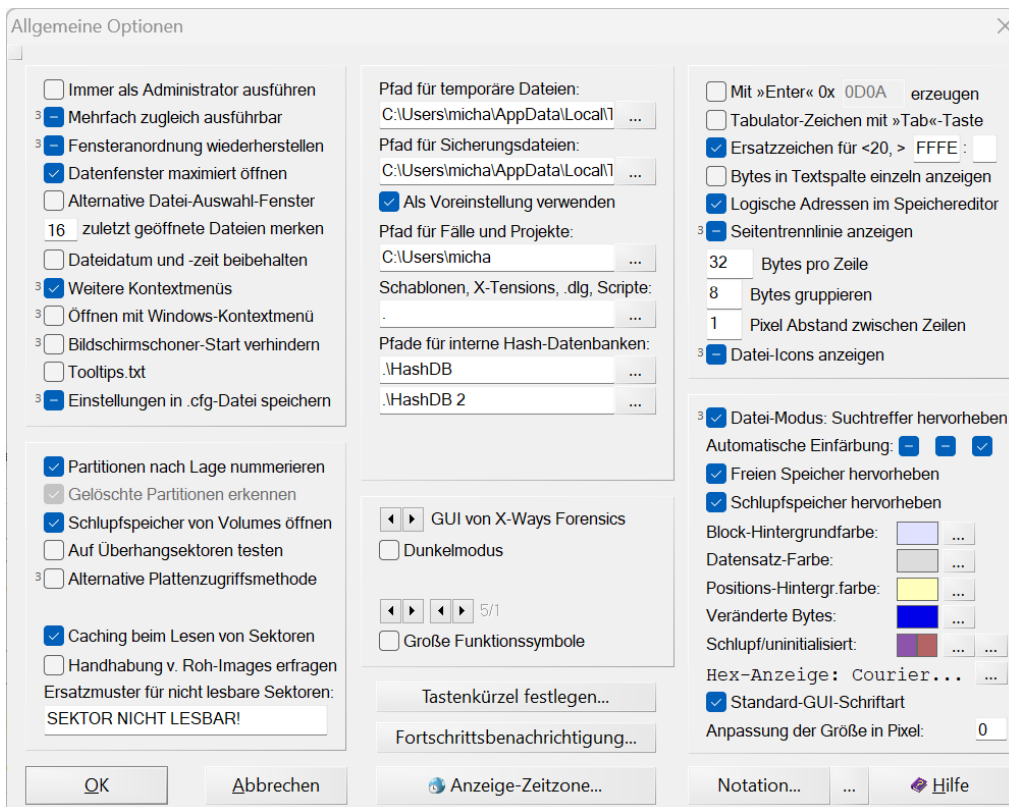 Allgemeine Optionen
Immer als Administrator ausführen
3 Mehrfach zugleich ausführbar
3 Fensteranordnung wiederherstellen
Datenfenster maximiert öffnen
Alternative Datei-Auswahl-Fenster
16 zuletzt geöffnete Dateien merken
Dateidatum und -zeit beibehalten
3 Weitere Kontextmenüs
3 Öffnen mit Windows-Kontextmenü
3 Bildschirmschoner-Start verhindern
Tooltips.txt
3 Einstellungen in .cfg-Datei speichern
Partitionen nach Lage nummerieren
Gelöschte Partitionen erkennen
Schlupfspeicher von Volumes öffnen
Auf Überhangsektoren testen
3 Alternative Plattenzugriffsmethode
Caching beim Lesen von Sektoren
Handhabung v. Roh-Images erfragen
Ersatzmuster für nicht lesbare Sektoren:
SEKTOR NICHT LESBAR!
OK
Abbrechen
Pfad für temporäre Dateien:
C:\Users\micha\AppData\Local\T ...
Pfad für Sicherungsdateien:
C:\Users\micha\AppData\Local\T ...
Als Voreinstellung verwenden
Pfad für Fälle und Projekte:
C:\Users\micha ...
Schablonen, X-Tensions, .dlg, Scripte:
. ...
Pfade für interne Hash-Datenbanken:
.\HashDB ...
.\HashDB 2 ...
GUI von X-Ways Forensics
Dunkelmodus
5/1
Große Funktionssymbole
Tastenkürzel festlegen...
Fortschrittsbenachrichtigung...
Anzeige-Zeitzone...
Mit »Enter« 0x 0D0A erzeugen
Tabulator-Zeichen mit »Tab«-Taste
Ersatzzeichen für <20, > FFFE :
Bytes in Textspalte einzeln anzeigen
Logische Adressen im Speichereditor
3 Seitentrennlinie anzeigen
32 Bytes pro Zeile
8 Bytes gruppieren
1 Pixel Abstand zwischen Zeilen
3 Datei-Icons anzeigen
3 Datei-Modus: Suchtreffer hervorheben
Automatische Einfärbung:
Freien Speicher hervorheben
Schlupfspeicher hervorheben
Block-Hintergrundfarbe: ...
Datensatz-Farbe: ...
Positions-Hintergr.farbe: ...
Veränderte Bytes: ...
Schlupf/uninitialisiert: ... ...
Hex-Anzeige: Courier... ...
Standard-GUI-Schriftart
Anpassung der Größe in Pixel: 0
Notation... ...
Hilfe